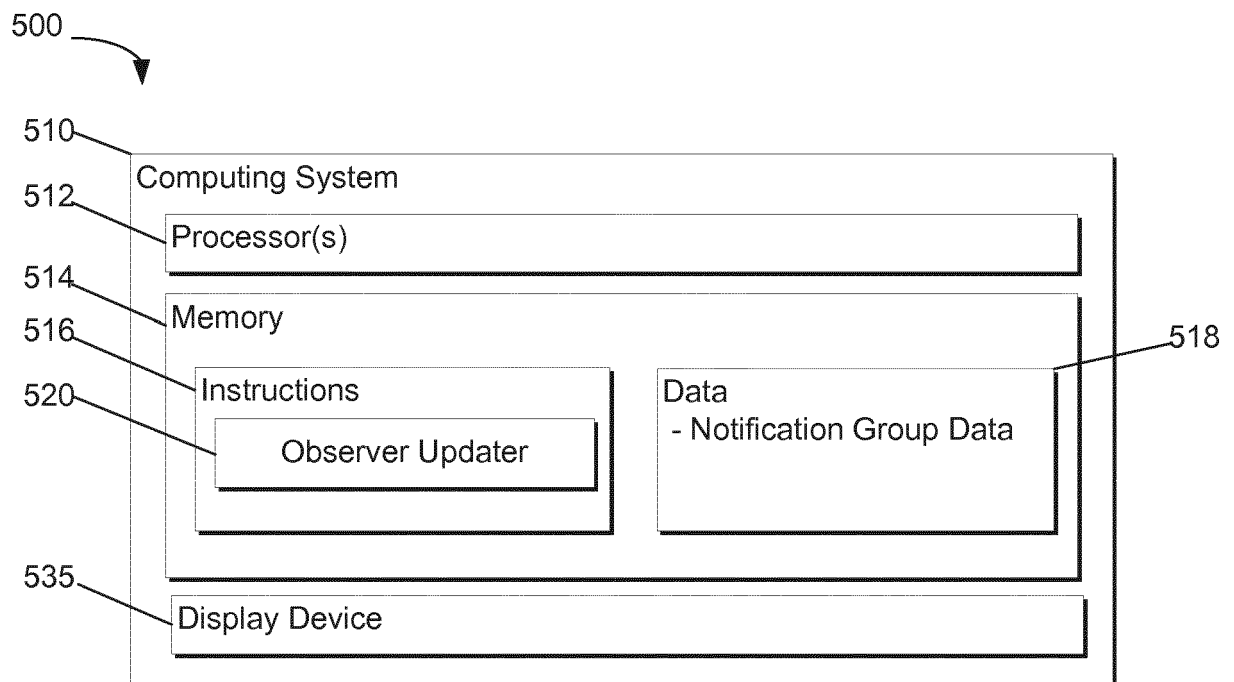 500
510
Computing System
512
Processor(s)
514
Memory
516
518
Instructions
Data
520
- Notification Group Data
Observer Updater
535
Display Device